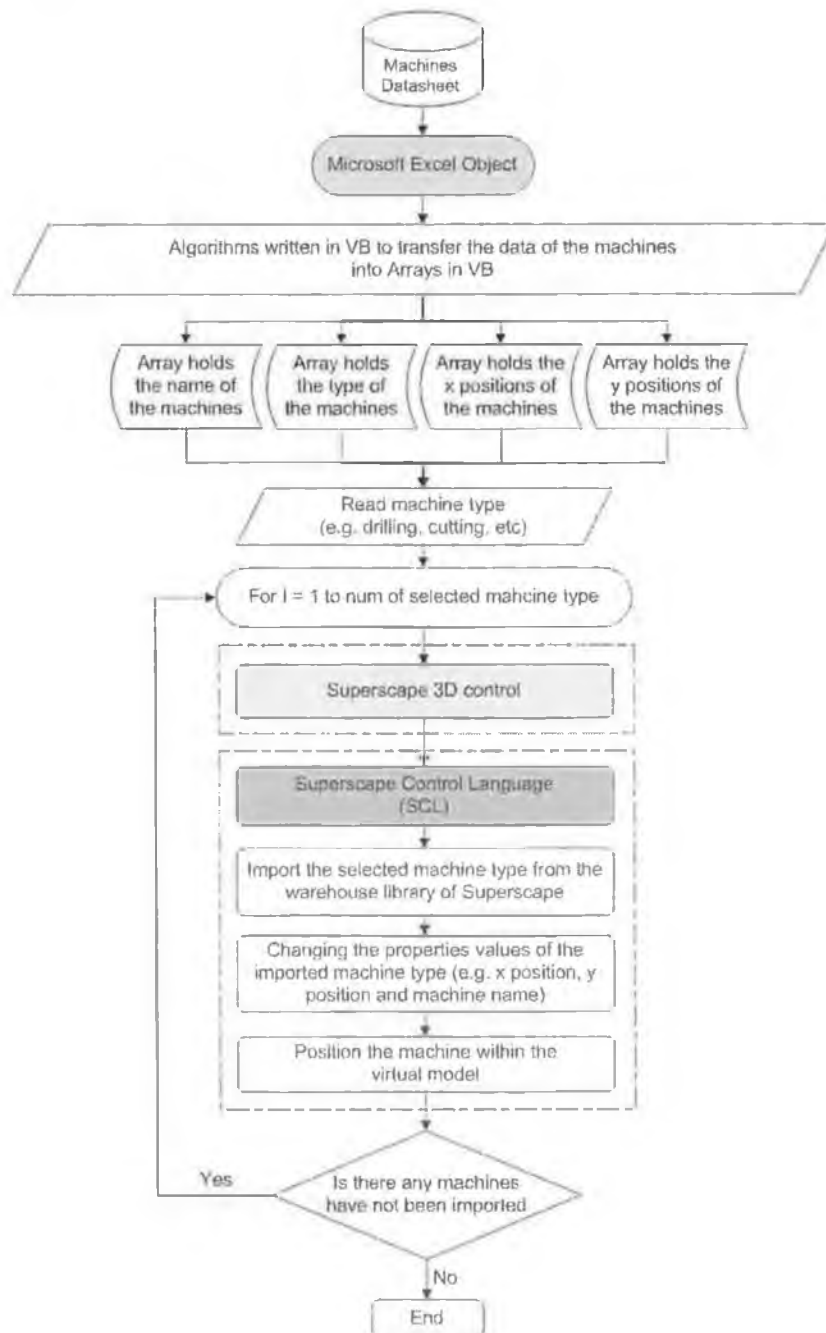 Machines
Datasheet
Microsoft Excel Object
Algorithms written in VB to transfer the data of the machines
into Arrays in VB
Array holds
the name of
the machines
Array holds
the type of
the machines
Array holds the
x positions of
the machines
Array holds the
y positions of
the machines
Read machine type
(e.g. drilling, cutting, etc)
For I = 1 to num of selected mahcine type
Superscape 3D control
Superscape Control Language
(SCL)
Import the selected machine type from the
warehouse library of Superscape
Changing the properties values of the
imported machine type (e.g. x position, y
position and machine name)
Position the machine within the
virtual model
Yes
Is there any machines
have not been imported
No
End